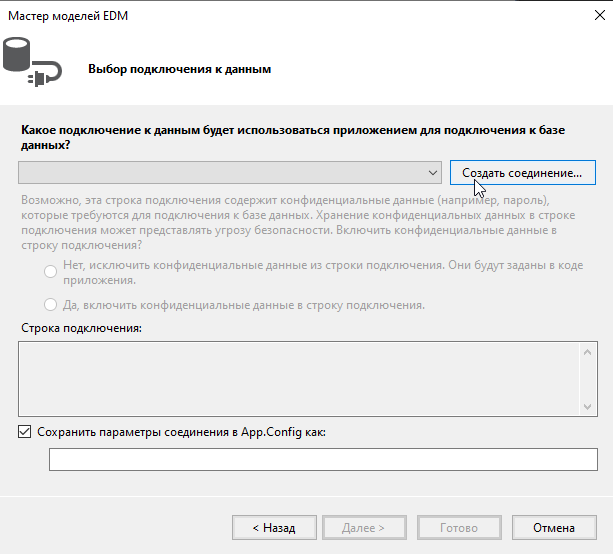 Мастер моделей EDM
Выбор подключения к данным
Какое подключение к данным будет использоваться приложением для подключения к базе
данных?
Создать соединение...
Возможно, эта строка подключения содержит конфиденциальные данные (например, пароль),
которые требуются для подключения к базе данных. Хранение конфиденциальных данных в строке
подключения может представлять угрозу безопасности. Включить конфиденциальные данные в
строку подключения?
Нет, исключить конфиденциальные данные из строки подключения. Они будут заданы в коде
приложения.
Да, включить конфиденциальные данные в строку подключения.
Строка подключения:
Сохранить параметры соединения в App.Config как:
< Назад
Далее >
Готово
Отмена